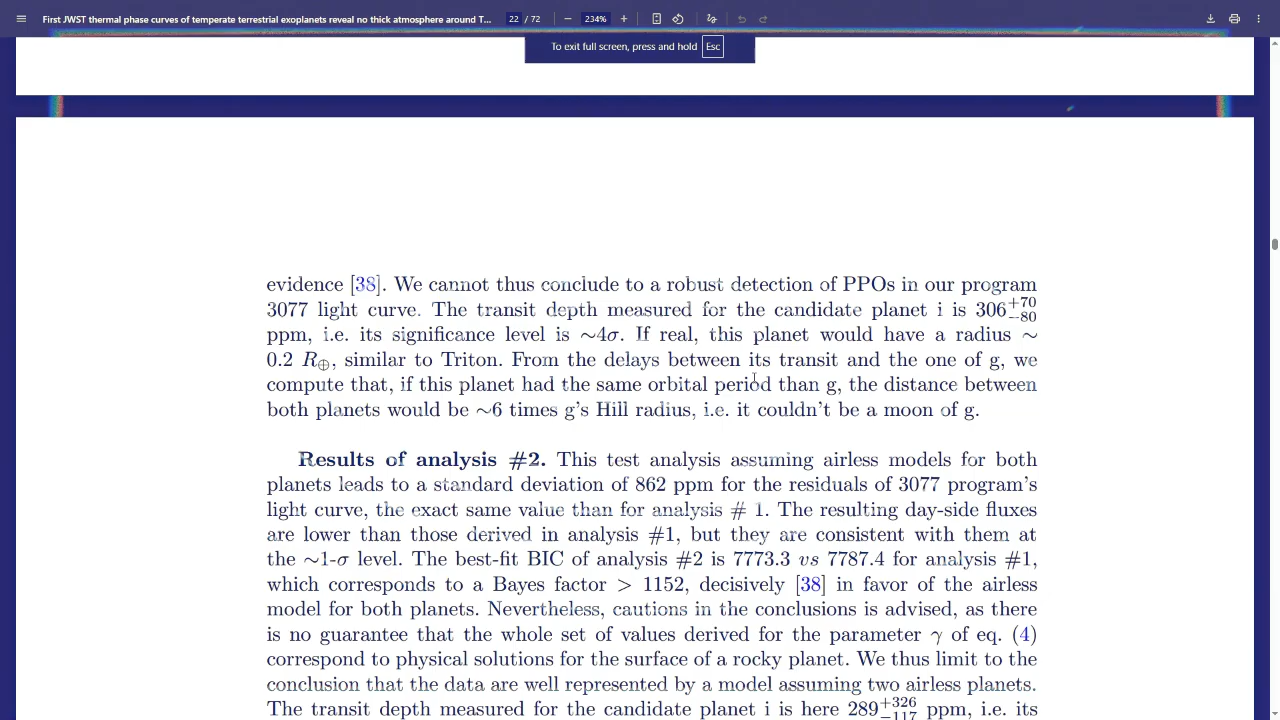 First JWST thermal phase curves of temperate terrestrial exoplanets reveal no thick atmosphere around T...
22 / 72
234%
To exit full screen, press and hold Esc
evidence [38]. We cannot thus conclude to a robust detection of PPOs in our program
3077 light curve. The transit depth measured for the candidate planet i is 306+70−80
ppm, i.e. its significance level is ∼4σ. If real, this planet would have a radius ∼
0.2 R⊕, similar to Triton. From the delays between its transit and the one of g, we
compute that, if this planet had the same orbital period than g, the distance between
both planets would be ∼6 times g's Hill radius, i.e. it couldn't be a moon of g.
Results of analysis #2. This test analysis assuming airless models for both
planets leads to a standard deviation of 862 ppm for the residuals of 3077 program's
light curve, the exact same value than for analysis # 1. The resulting day-side fluxes
are lower than those derived in analysis #1, but they are consistent with them at
the ∼1-σ level. The best-fit BIC of analysis #2 is 7773.3 vs 7787.4 for analysis #1,
which corresponds to a Bayes factor > 1152, decisively [38] in favor of the airless
model for both planets. Nevertheless, cautions in the conclusions is advised, as there
is no guarantee that the whole set of values derived for the parameter γ of eq. (4)
correspond to physical solutions for the surface of a rocky planet. We thus limit to the
conclusion that the data are well represented by a model assuming two airless planets.
The transit depth measured for the candidate planet i is here 289+326−117 ppm, i.e. its